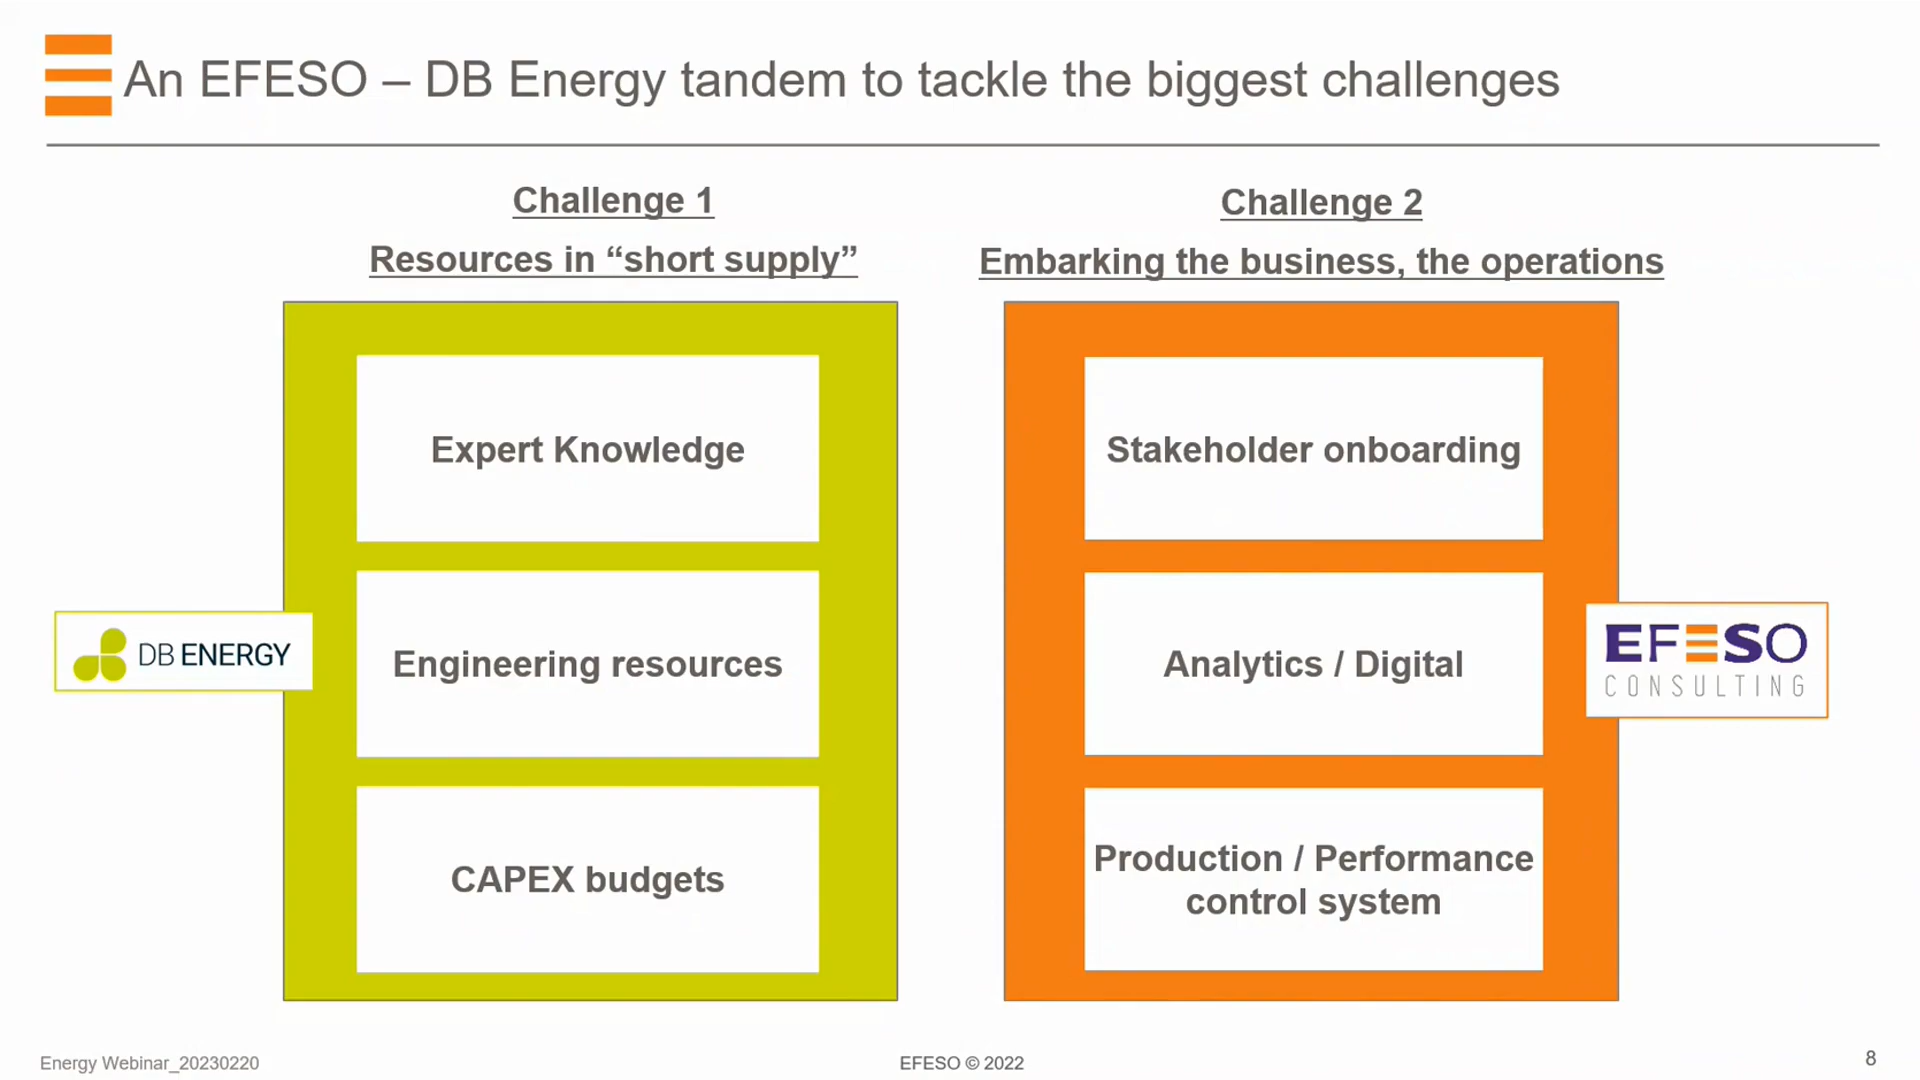 An EFESO – DB Energy tandem to tackle the biggest challenges
Challenge 1
Resources in “short supply”
Expert Knowledge
Engineering resources
CAPEX budgets
DB ENERGY
Challenge 2
Embarking the business, the operations
Stakeholder onboarding
Analytics / Digital
Production / Performance
control system
EFESO
CONSULTING
Energy Webinar_20230220
EFESO © 2022
8